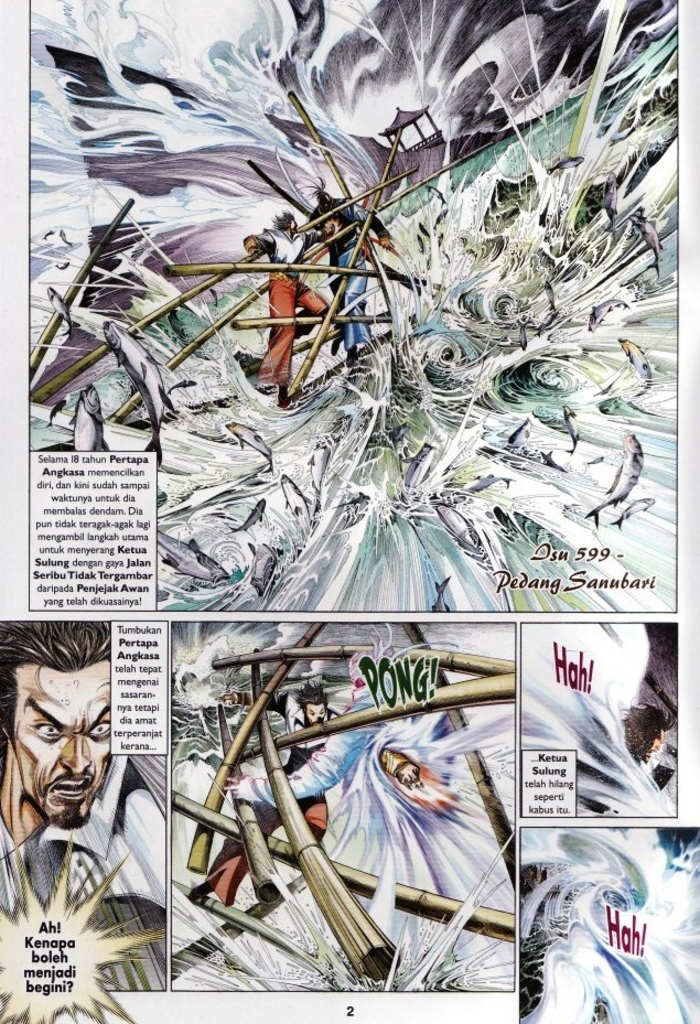 Selama 18 tahun Pertapa
Angkasa memencilkan
diri, dan kini sudah sampai
waktunya untuk dia
membalas dendam. Dia
pun tidak teragak-agak lagi
mengambil langkah utama
untuk menyerang Ketua
Sulung dengan gaya Jalan
Seribu Tidak Tergambar
daripada Penjejak Awan
yang telah dikuasainya!
Isu 599 -
Pedang Sanubari
Tumbukan
Pertapa
Angkasa
telah tepat
mengenai
sasaran-
nya tetapi
dia amat
terperanjat
kerana...
Ah!
Kenapa
boleh
menjadi
begini?
PONG!
Hah!
...Ketua
Sulung
telah hilang
seperti
kabus itu.
Hah!
2